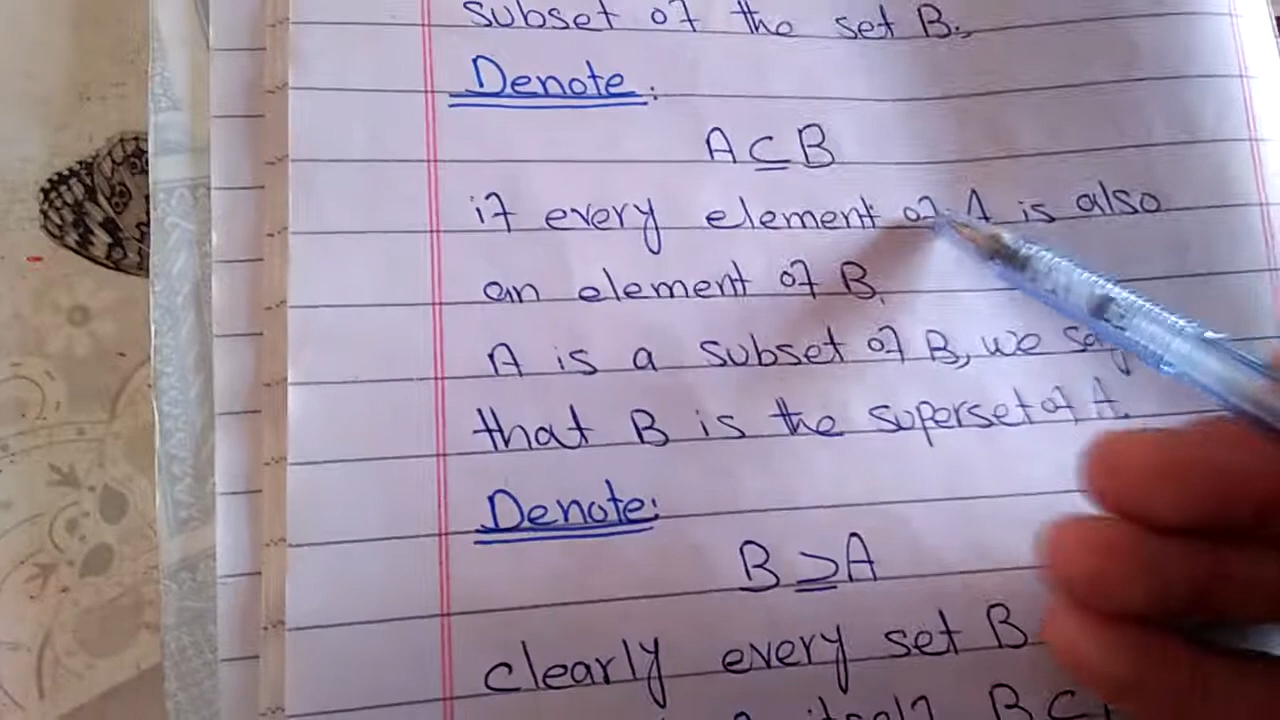 subset of the set B.
Denote:
A ⊆ B
if every element of A is also
an element of B.
A is a subset of B, we say
that B is the superset of A.
Denote:
B ⊇ A
clearly every set B
itself B